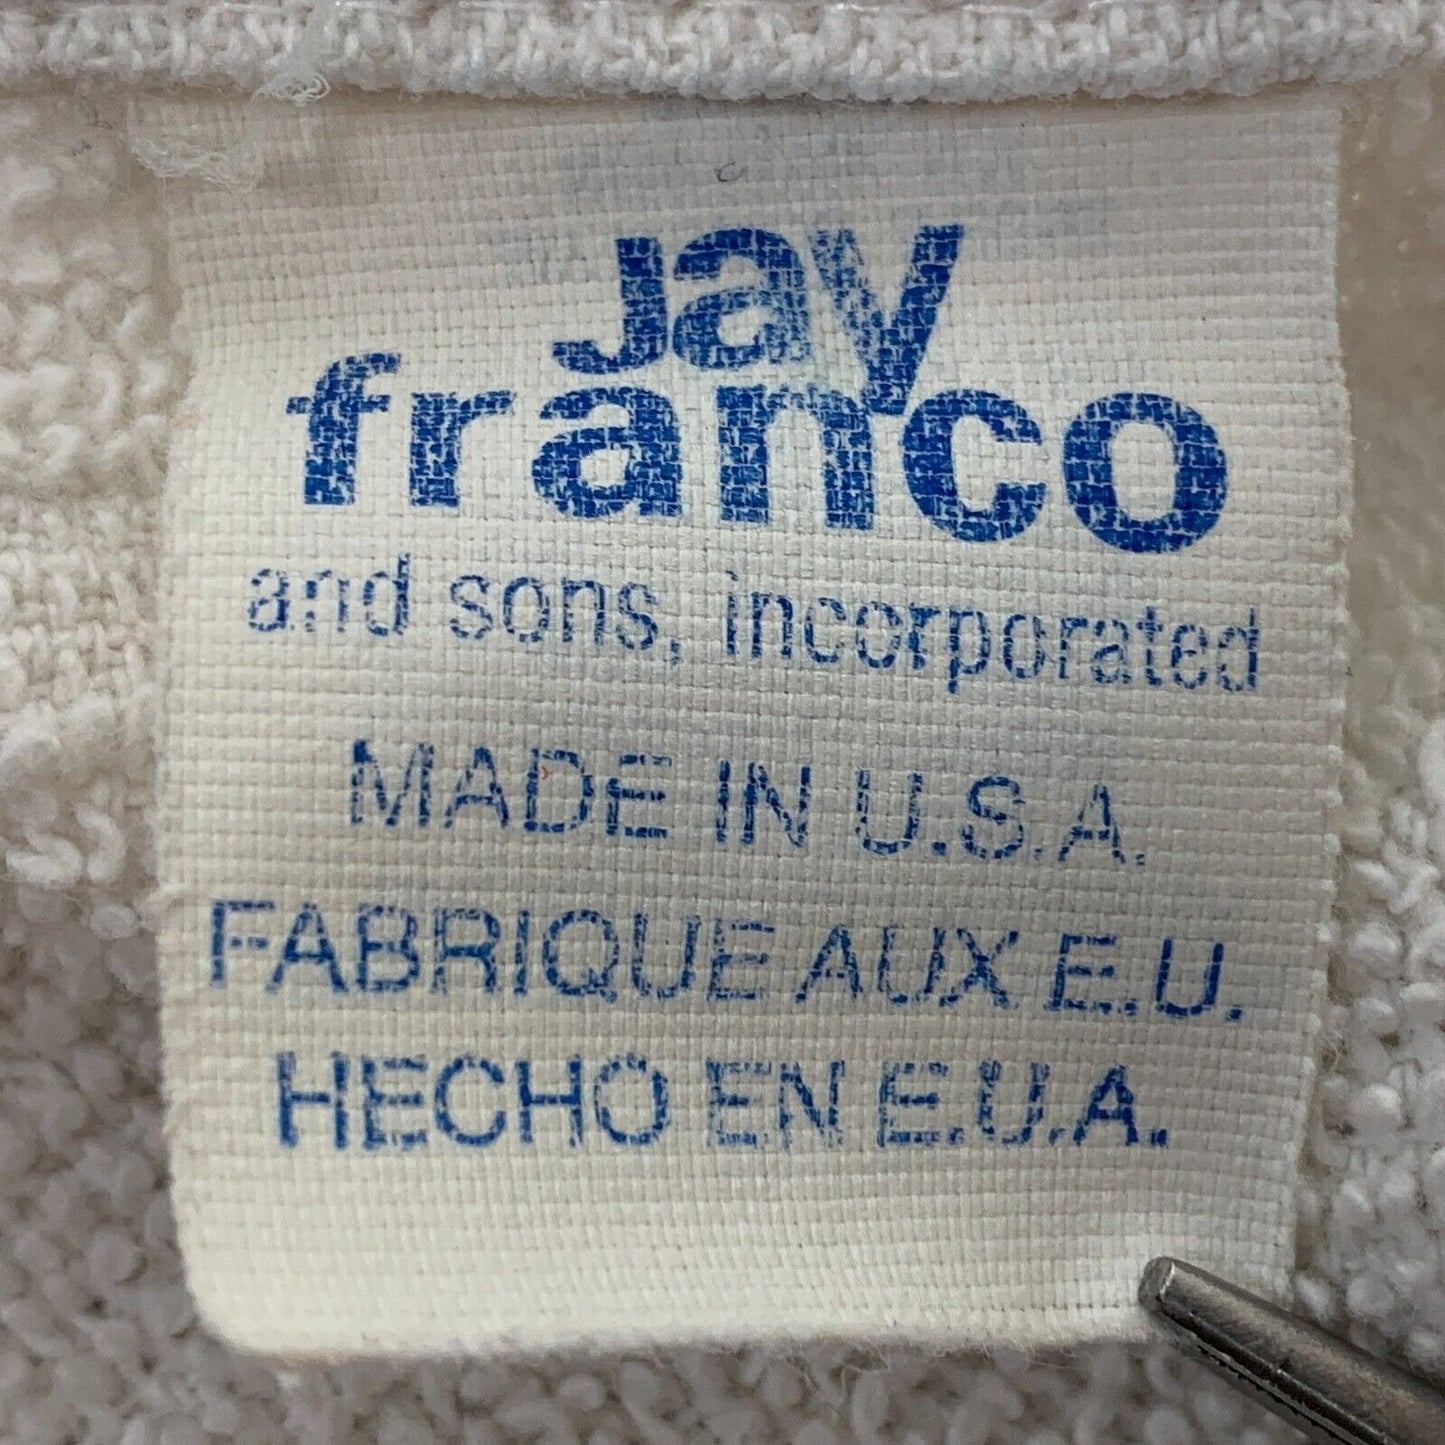 jay
franco
and sons, incorporated
MADE IN U.S.A.
FABRIQUE AUX E.U.
HECHO EN E.U.A.